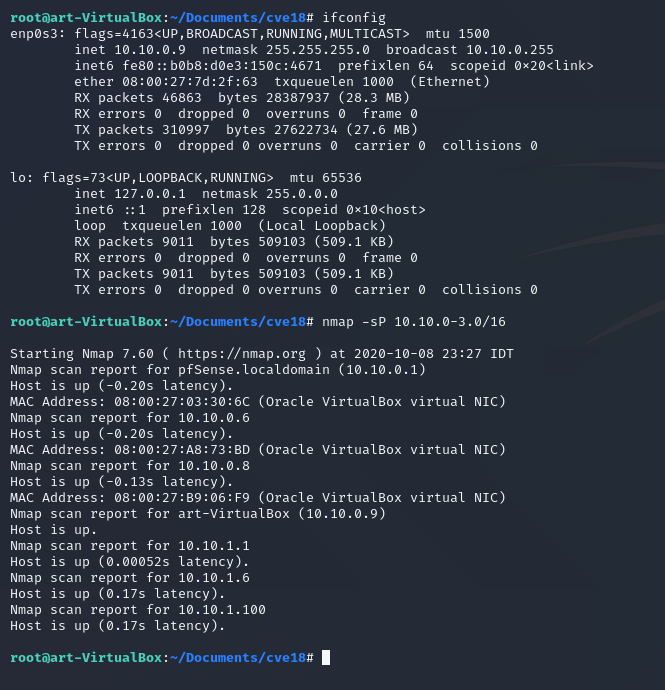 root@art-VirtualBox:~/Documents/cve18# ifconfig
enp0s3: flags=4163<UP,BROADCAST,RUNNING,MULTICAST>  mtu 1500
        inet 10.10.0.9  netmask 255.255.255.0  broadcast 10.10.0.255
        inet6 fe80::b0b8:d0e3:150c:4671  prefixlen 64  scopeid 0x20<link>
        ether 08:00:27:7d:2f:63  txqueuelen 1000  (Ethernet)
        RX packets 46863  bytes 28387937 (28.3 MB)
        RX errors 0  dropped 0  overruns 0  frame 0
        TX packets 310997  bytes 27622734 (27.6 MB)
        TX errors 0  dropped 0 overruns 0  carrier 0  collisions 0

lo: flags=73<UP,LOOPBACK,RUNNING>  mtu 65536
        inet 127.0.0.1  netmask 255.0.0.0
        inet6 ::1  prefixlen 128  scopeid 0x10<host>
        loop  txqueuelen 1000  (Local Loopback)
        RX packets 9011  bytes 509103 (509.1 KB)
        RX errors 0  dropped 0  overruns 0  frame 0
        TX packets 9011  bytes 509103 (509.1 KB)
        TX errors 0  dropped 0 overruns 0  carrier 0  collisions 0

root@art-VirtualBox:~/Documents/cve18# nmap -sP 10.10.0-3.0/16

Starting Nmap 7.60 ( https://nmap.org ) at 2020-10-08 23:27 IDT
Nmap scan report for pfSense.localdomain (10.10.0.1)
Host is up (-0.20s latency).
MAC Address: 08:00:27:03:30:6C (Oracle VirtualBox virtual NIC)
Nmap scan report for 10.10.0.6
Host is up (-0.20s latency).
MAC Address: 08:00:27:A8:73:BD (Oracle VirtualBox virtual NIC)
Nmap scan report for 10.10.0.8
Host is up (-0.13s latency).
MAC Address: 08:00:27:B9:06:F9 (Oracle VirtualBox virtual NIC)
Nmap scan report for art-VirtualBox (10.10.0.9)
Host is up.
Nmap scan report for 10.10.1.1
Host is up (0.00052s latency).
Nmap scan report for 10.10.1.6
Host is up (0.17s latency).
Nmap scan report for 10.10.1.100
Host is up (0.17s latency).

root@art-VirtualBox:~/Documents/cve18#